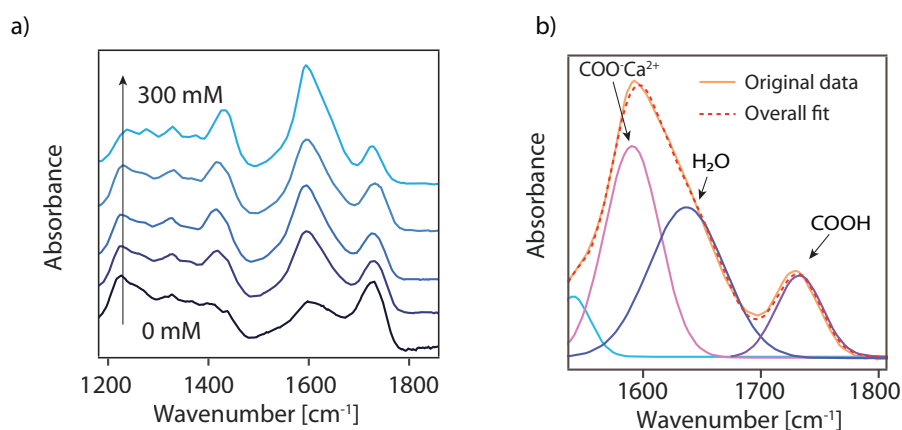 a)
300 mM
0 mM
Absorbance
1200
1400
1600
1800
Wavenumber [cm⁻¹]
b)
COO⁻Ca²⁺
Original data
Overall fit
H₂O
COOH
Absorbance
1600
1700
1800
Wavenumber [cm⁻¹]